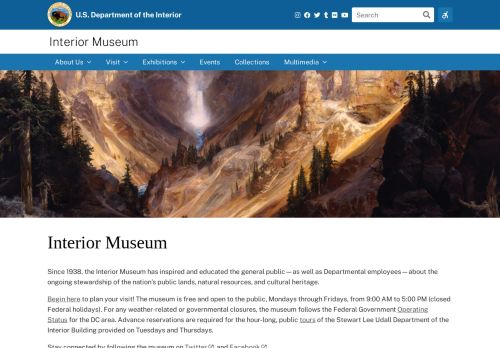 U.S. Department of the Interior
Search
Interior Museum
About Us Visit Exhibitions Events Collections Multimedia
Interior Museum
Since 1938, the Interior Museum has inspired and educated the general public—as well as Departmental employees—about the
ongoing stewardship of the nation's public lands, natural resources, and cultural heritage.
Begin here to plan your visit! The museum is free and open to the public, Mondays through Fridays, from 9:00 AM to 5:00 PM (closed
Federal holidays). For any weather-related or governmental closures, the museum follows the Federal Government Operating
Status for the DC area. Advance reservations are required for the hour-long, public tours of the Stewart Lee Udall Department of the
Interior Building provided on Tuesdays and Thursdays.
Stay connected by following the museum on Twitter and Facebook